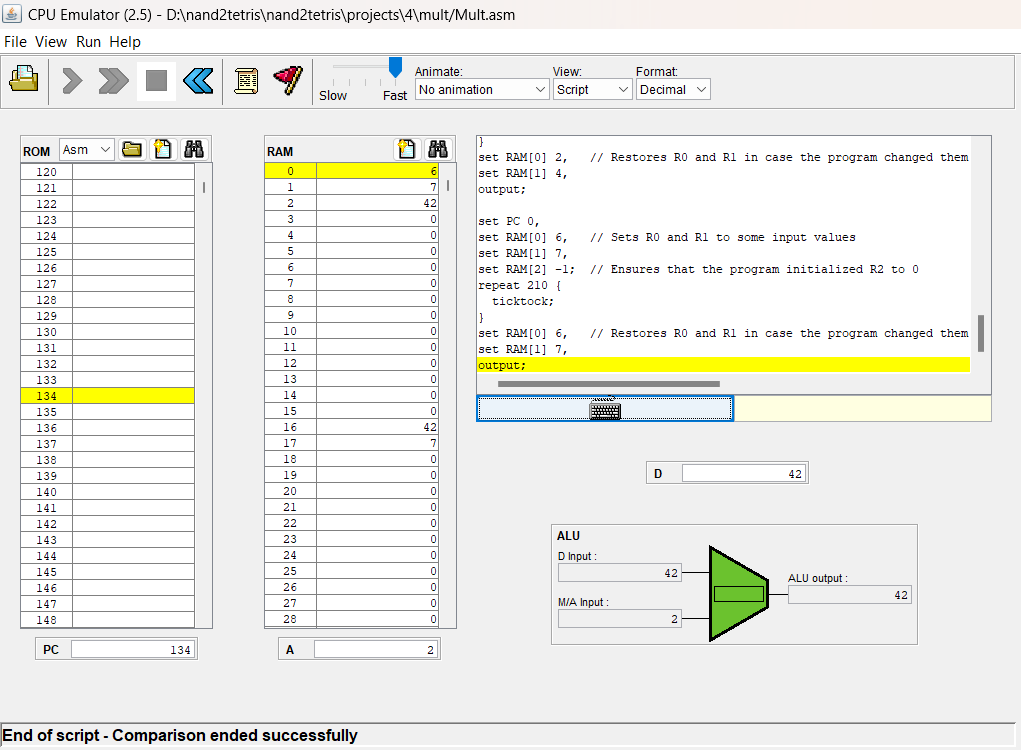 CPU Emulator (2.5) - D:\nand2tetris\nand2tetris\projects\4\mult/Mult.asm
File View Run Help
Slow Fast
Animate:
No animation
View:
Script
Format:
Decimal
ROM Asm
120
121
122
123
124
125
126
127
128
129
130
131
132
133
134
135
136
137
138
139
140
141
142
143
144
145
146
147
148
PC 134
RAM
0 6
1 7
2 42
3 0
4 0
5 0
6 0
7 0
8 0
9 0
10 0
11 0
12 0
13 0
14 0
15 0
16 42
17 7
18 0
19 0
20 0
21 0
22 0
23 0
24 0
25 0
26 0
27 0
28 0
A 2
}
set RAM[0] 2,   // Restores R0 and R1 in case the program changed them
set RAM[1] 4,
output;
set PC 0,
set RAM[0] 6,   // Sets R0 and R1 to some input values
set RAM[1] 7,
set RAM[2] -1;  // Ensures that the program initialized R2 to 0
repeat 210 {
  ticktock;
}
set RAM[0] 6,   // Restores R0 and R1 in case the program changed them
set RAM[1] 7,
output;
D 42
ALU
D Input :
42
M/A Input :
2
ALU output :
42
End of script - Comparison ended successfully